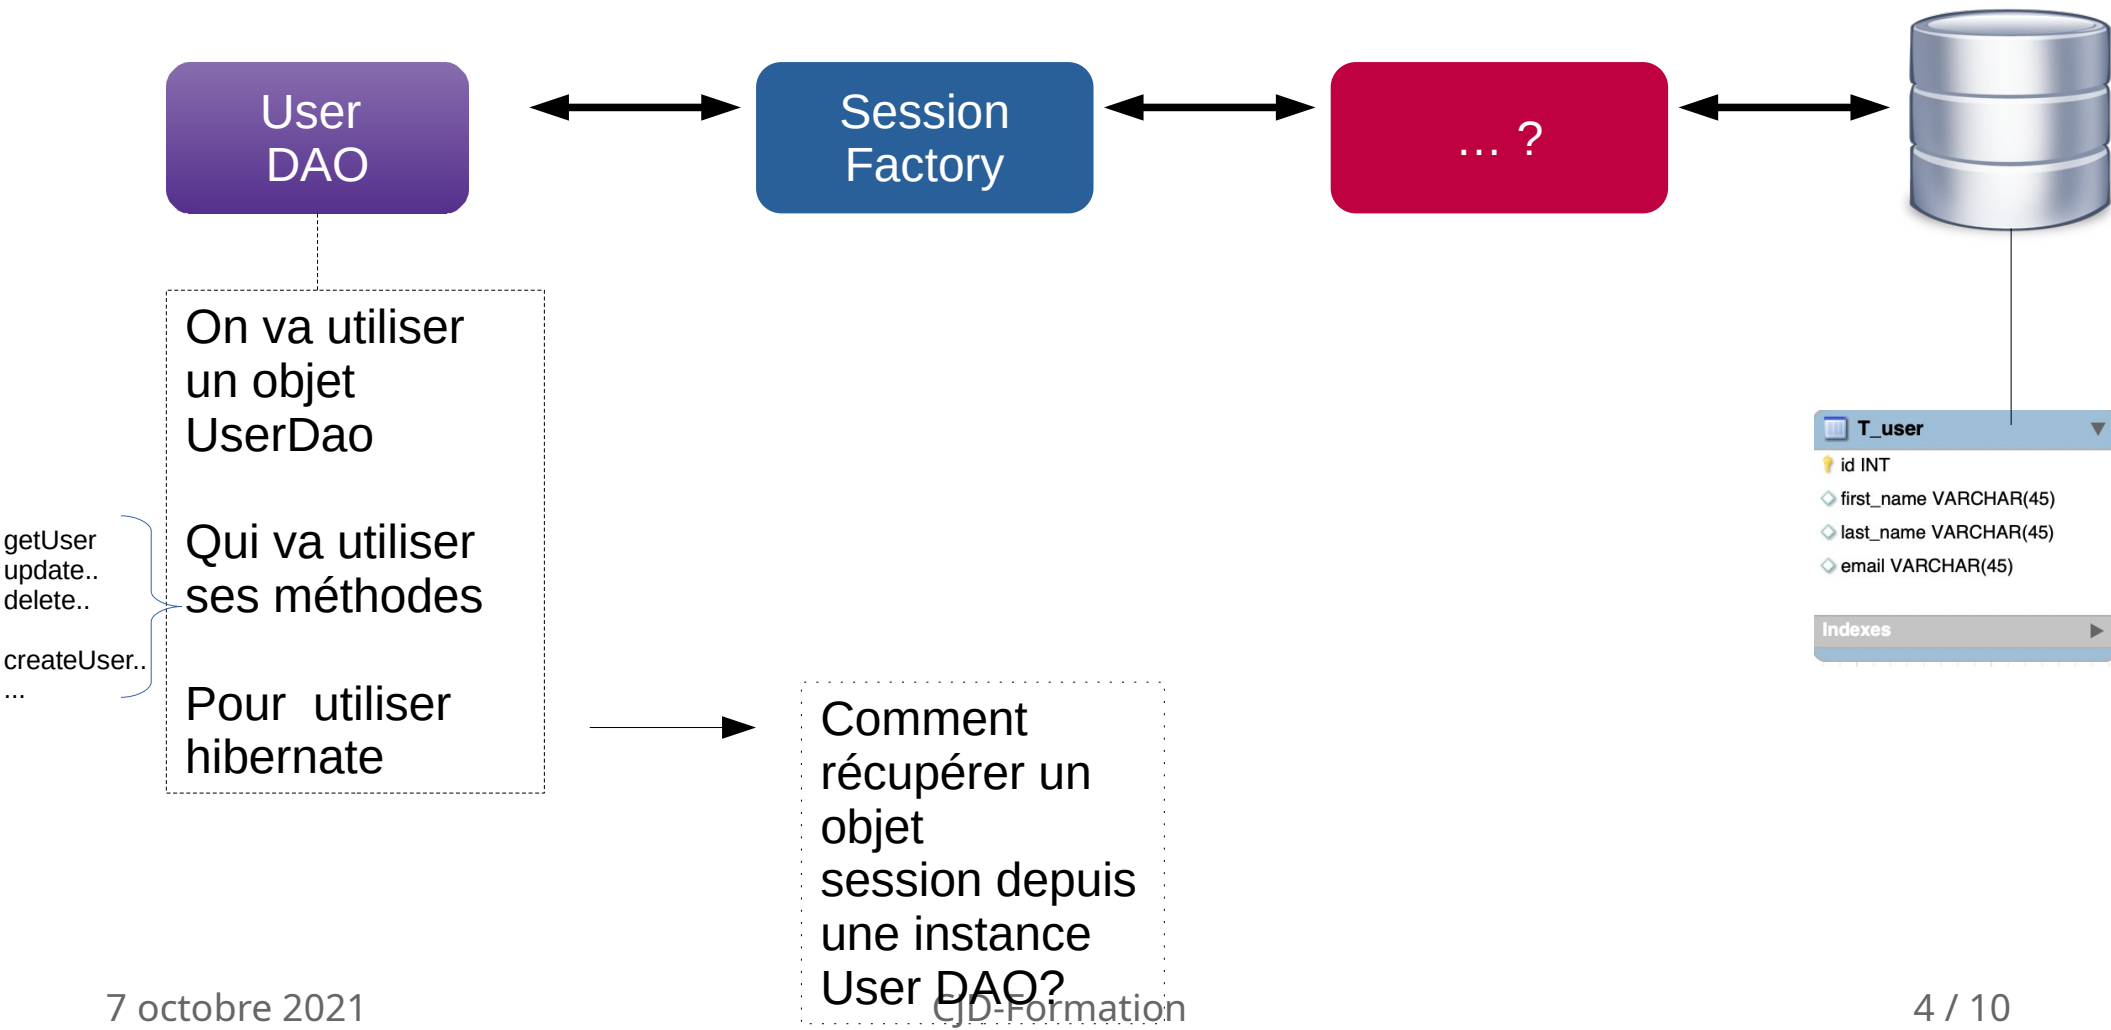 User
DAO
Session
Factory
... ?
On va utiliser
un objet
UserDao
Qui va utiliser
ses méthodes
Pour  utiliser
hibernate
getUser
update..
delete..
createUser..
...
Comment
récupérer un
objet
session depuis
une instance
User DAO?
T_user
id INT
first_name VARCHAR(45)
last_name VARCHAR(45)
email VARCHAR(45)
Indexes
7 octobre 2021
CJD-Formation
4 / 10